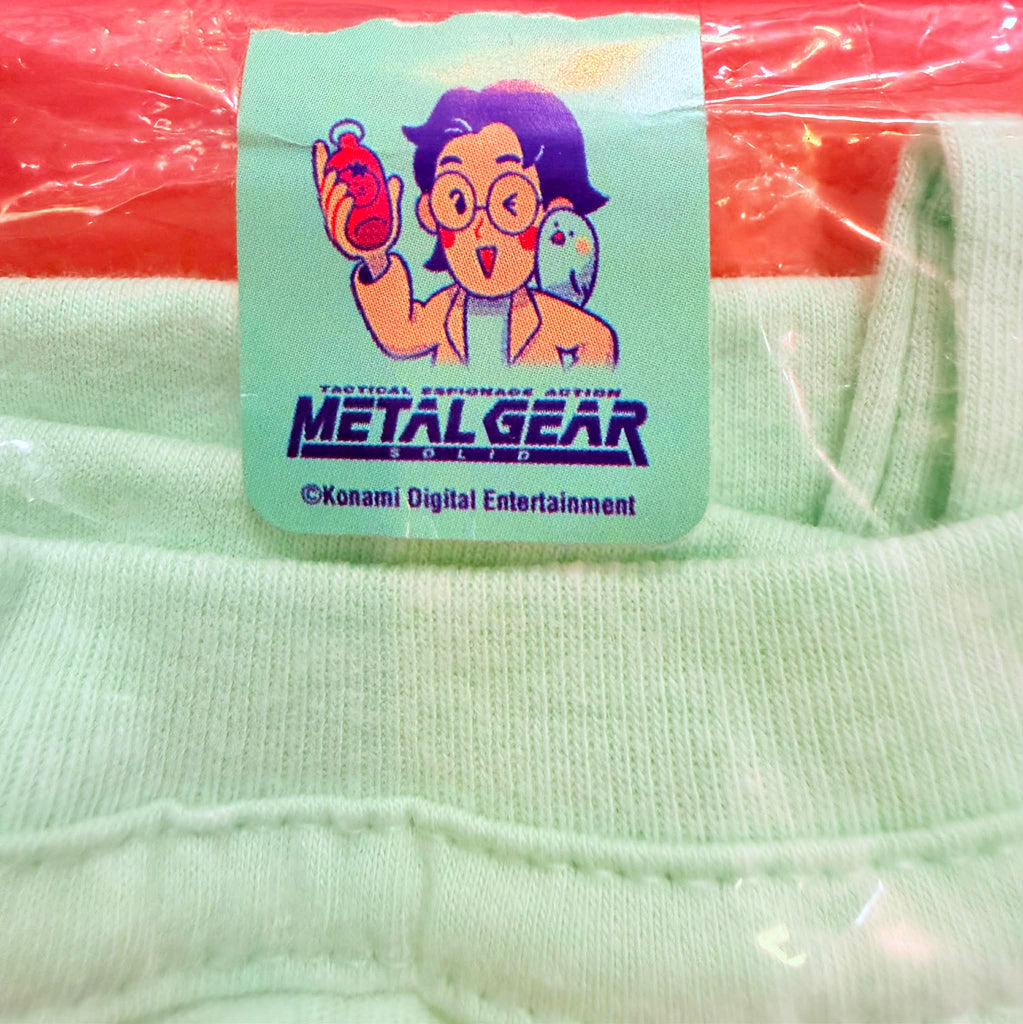 TACTICAL ESPIONAGE ACTION
METAL GEAR
SOLID
©Konami Digital Entertainment